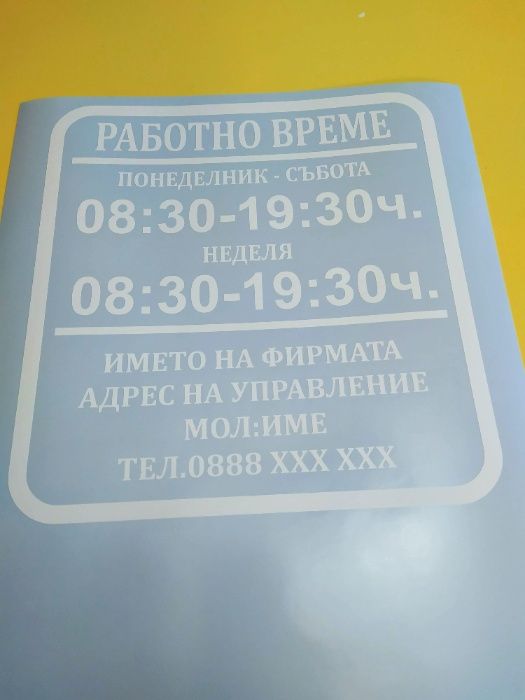 РАБОТНО ВРЕМЕ
ПОНЕДЕЛНИК - СЪБОТА
08:30-19:30ч.
НЕДЕЛЯ
08:30-19:30ч.
ИМЕТО НА ФИРМАТА
АДРЕС НА УПРАВЛЕНИЕ
МОЛ:ИМЕ
ТЕЛ.0888 XXX XXX